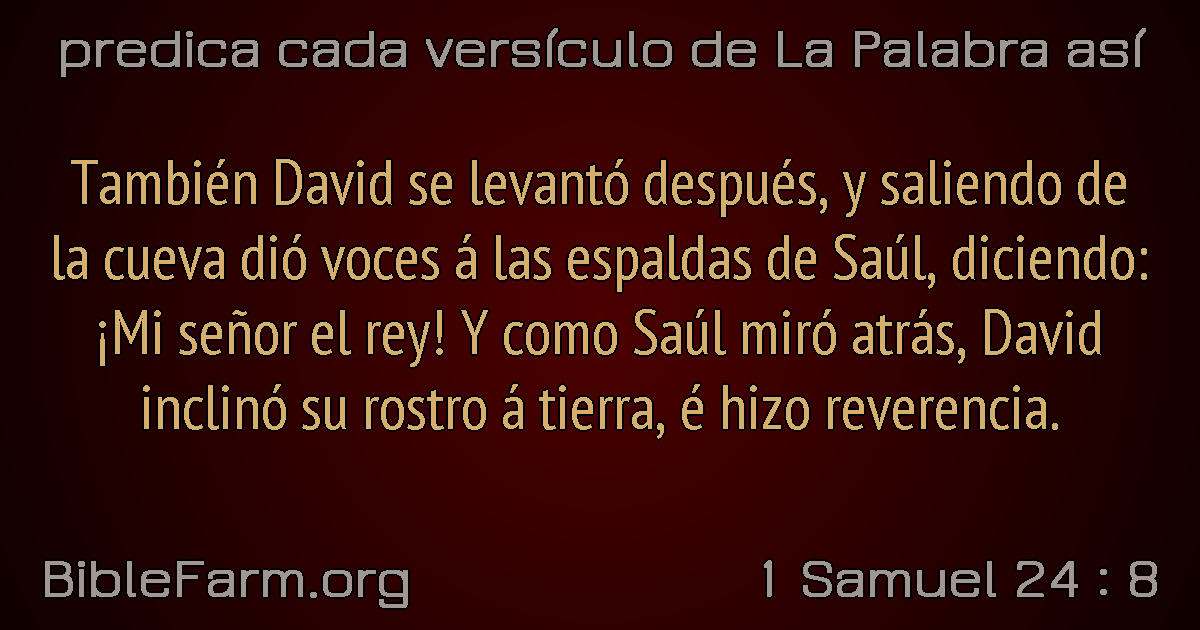 predica cada versículo de La Palabra así
También David se levantó después, y saliendo de
la cueva dió voces á las espaldas de Saúl, diciendo:
¡Mi señor el rey! Y como Saúl miró atrás, David
inclinó su rostro á tierra, é hizo reverencia.
BibleFarm.org
1 Samuel 24 : 8